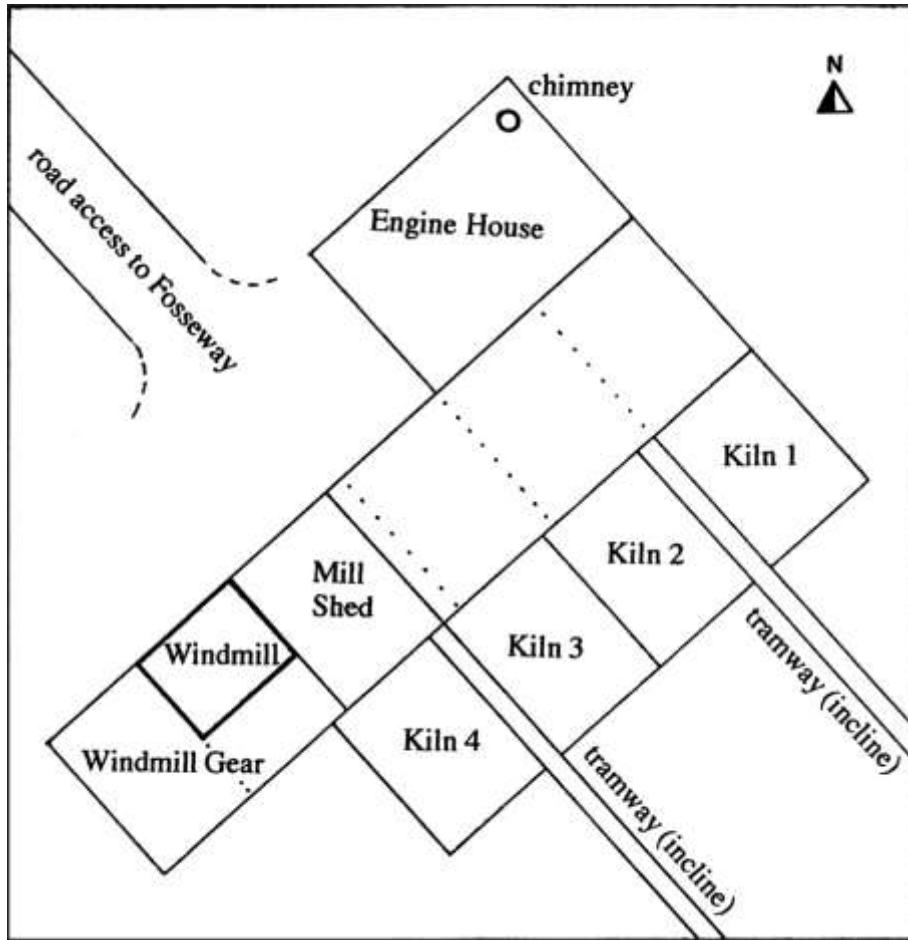 N
chimney
road access to Fosseway
Engine House
Kiln 1
Kiln 2
Mill
Shed
Kiln 3
Windmill
Kiln 4
Windmill Gear
tramway (incline)
tramway (incline)